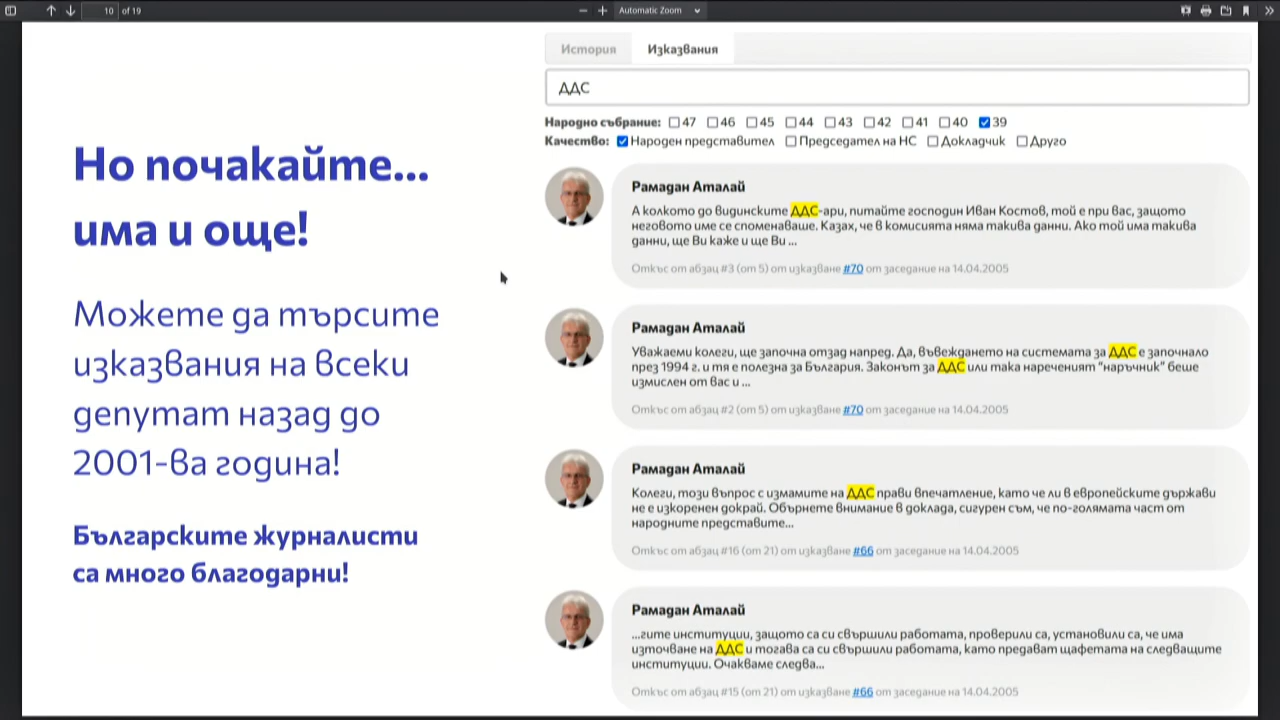 10 of 19
Automatic Zoom
Но почакайте...
има и още!
Можете да търсите
изказвания на всеки
депутат назад до
2001-ва година!
Българските журналисти
са много благодарни!
История Изказвания
ДДС
Народно събрание: 47 46 45 44 43 42 41 40 39
Качество: Народен представител Председател на НС Докладчик Друго
Рамадан Аталай
А колкото до видинските ДДС-ари, питайте господин Иван Костов, той е при вас, защото
неговото име се споменаваше. Казах, че в комисията няма такива данни. Ако той има такива
данни, ще Ви каже и ще Ви ...
Откъс от абзац #3 (от 5) от изказване #70 от заседание на 14.04.2005
Рамадан Аталай
Уважаеми колеги, ще започна отзад напред. Да, въвеждането на системата за ДДС е започнало
през 1994 г. и тя е полезна за България. Законът за ДДС или така нареченият "наръчник" беше
измислен от вас и ...
Откъс от абзац #2 (от 5) от изказване #70 от заседание на 14.04.2005
Рамадан Аталай
Колеги, този въпрос с измамите на ДДС прави впечатление, като че ли в европейските държави
не е изкоренен докрай. Обърнете внимание в доклада, сигурен съм, че по-голямата част от
народните представите...
Откъс от абзац #16 (от 21) от изказване #66 от заседание на 14.04.2005
Рамадан Аталай
...гите институции, защото са си свършили работата, проверили са, установили са, че има
източване на ДДС и тогава са си свършили работата, като предават щафетата на следващите
институции. Очакваме следва...
Откъс от абзац #15 (от 21) от изказване #66 от заседание на 14.04.2005